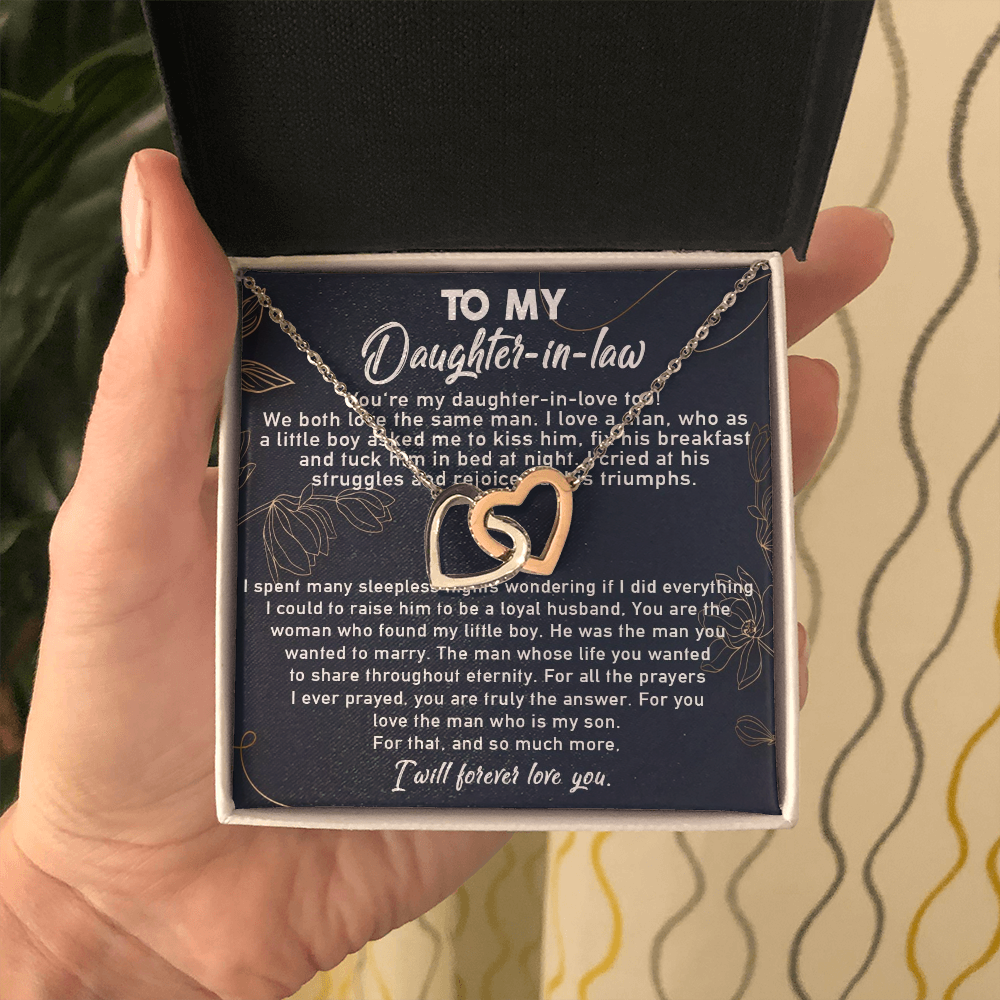 TO MY
Daughter-in-law
You're my daughter-in-love too!
We both love the same man. I love a man, who as
a little boy asked me to kiss him, fix his breakfast
and tuck him in bed at night. I cried at his
struggles and rejoice triumphs.
I spent many sleepless nights wondering if I did everything
I could to raise him to be a loyal husband. You are the
woman who found my little boy. He was the man you
wanted to marry. The man whose life you wanted
to share throughout eternity. For all the prayers
I ever prayed, you are truly the answer. For you
love the man who is my son.
For that, and so much more,
I will forever love you.